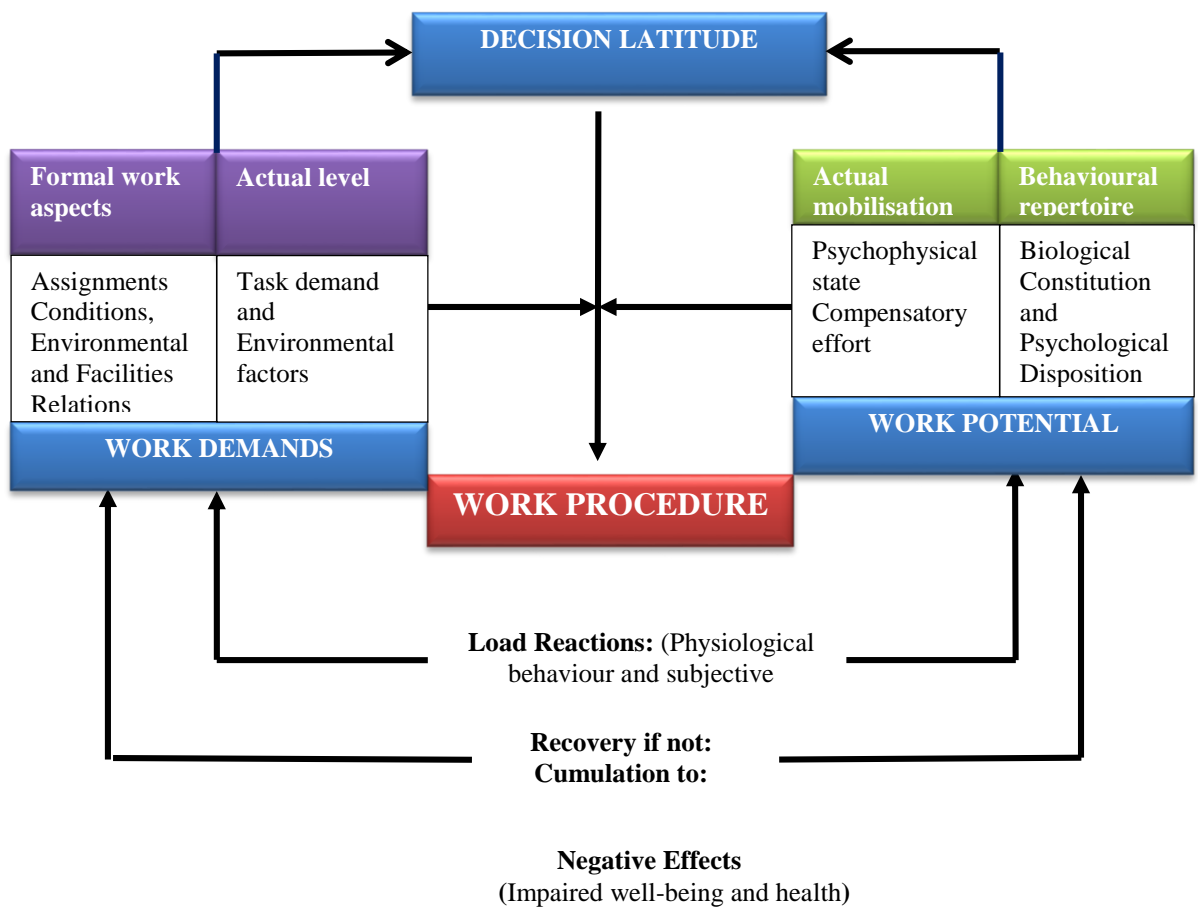 DECISION LATITUDE
Formal work
aspects
Actual level
Assignments
Conditions,
Environmental
and Facilities
Relations
Task demand
and
Environmental
factors
WORK DEMANDS
Actual
mobilisation
Behavioural
repertoire
Psychophysical
state
Compensatory
effort
Biological
Constitution
and
Psychological
Disposition
WORK POTENTIAL
WORK PROCEDURE
Load Reactions: (Physiological
behaviour and subjective
Recovery if not:
Cumulation to:
Negative Effects
(Impaired well-being and health)